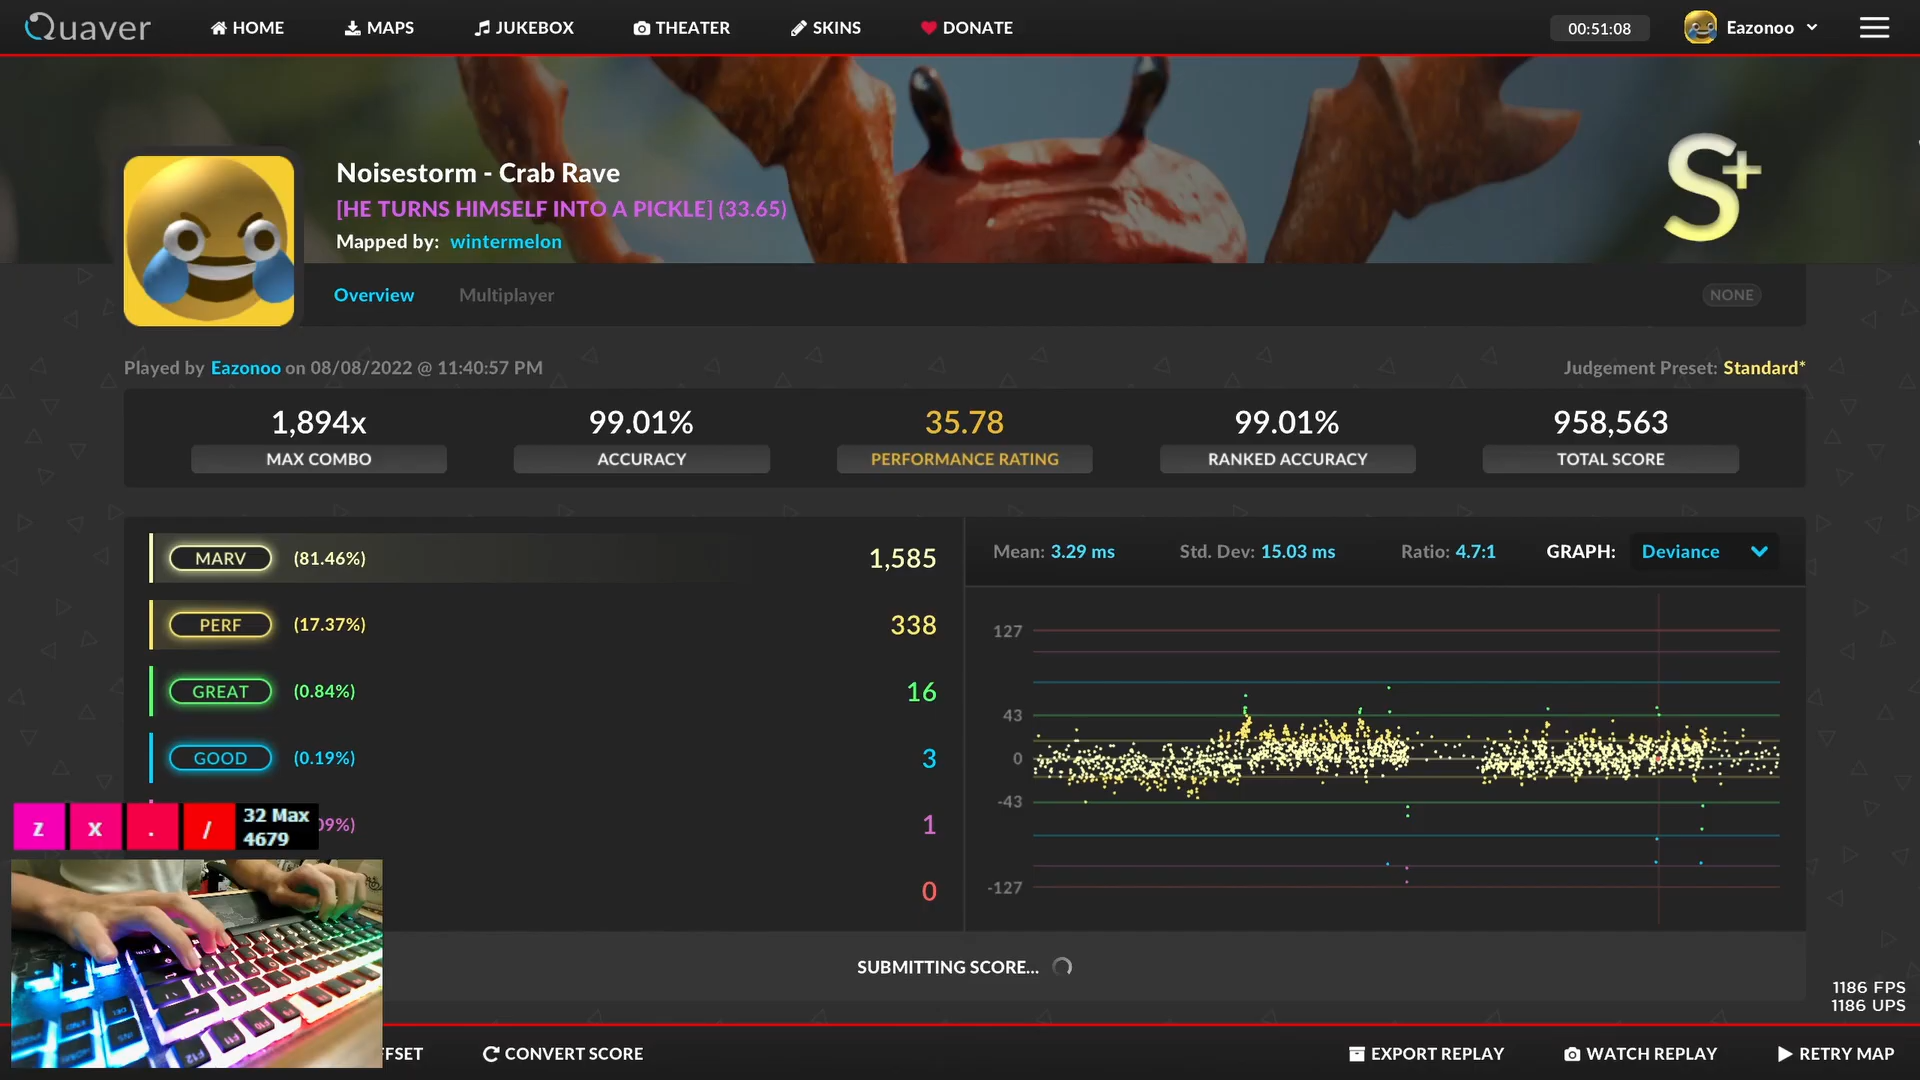 Quaver
HOME
MAPS
JUKEBOX
THEATER
SKINS
DONATE
00:51:08
Eazonoo
Noisestorm - Crab Rave
[HE TURNS HIMSELF INTO A PICKLE] (33.65)
Mapped by: wintermelon
S+
Overview
Multiplayer
NONE
Played by Eazonoo on 08/08/2022 @ 11:40:57 PM
Judgement Preset: Standard*
1,894x
MAX COMBO
99.01%
ACCURACY
35.78
PERFORMANCE RATING
99.01%
RANKED ACCURACY
958,563
TOTAL SCORE
MARV (81.46%) 1,585
PERF (17.37%) 338
GREAT (0.84%) 16
GOOD (0.19%) 3
09%) 1
0
Mean: 3.29 ms
Std. Dev: 15.03 ms
Ratio: 4.7:1
GRAPH: Deviance
127
43
0
-43
-127
z x . /
32 Max
4679
SUBMITTING SCORE...
1186 FPS
1186 UPS
FFSET
CONVERT SCORE
EXPORT REPLAY
WATCH REPLAY
RETRY MAP